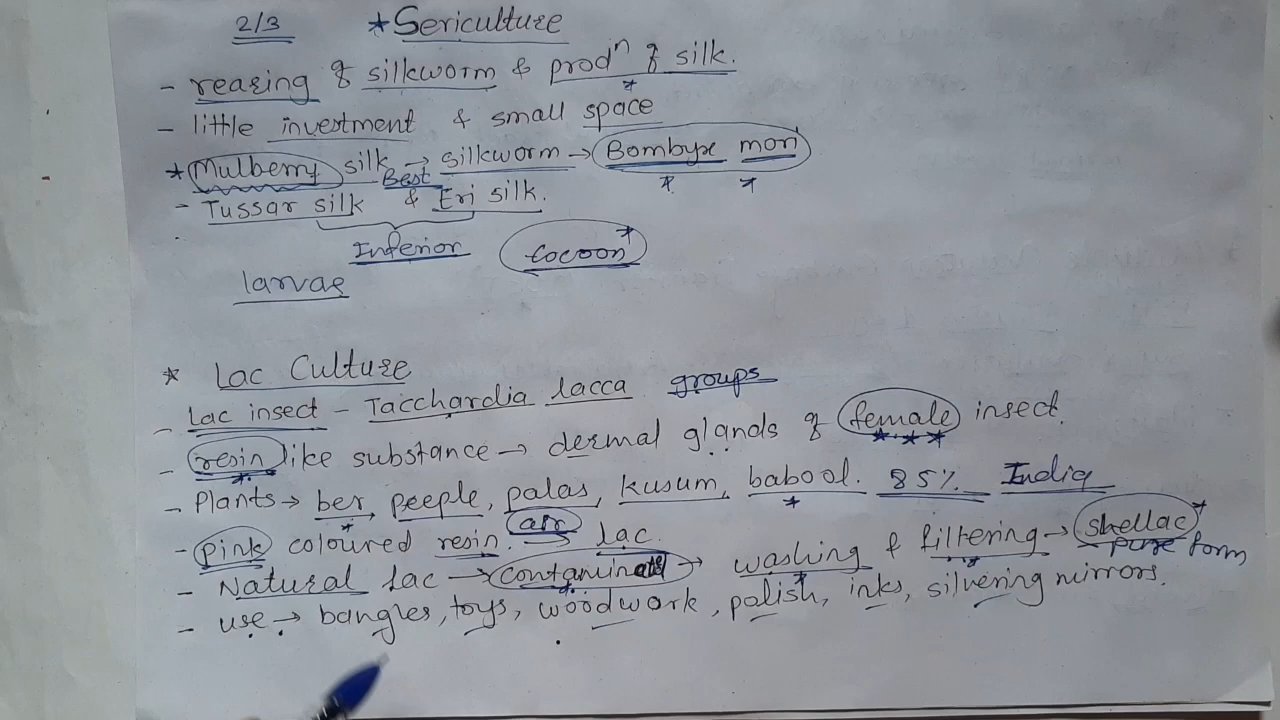 2/3 *Sericulture
- rearing of silkworm & prodn of silk.
- little investment & small space
* Mulberry silk → silkworm → Bombyx mori
Best
- Tussar silk & Eri silk.
Inferior cocoon
larvae
* Lac Culture
- Lac insect - Tacchardia lacca groups
- resin like substance → dermal glands of female insect.
- Plants → ber, peeple, palas, kusum, babool. 85% India
- Pink coloured resin. air → lac.
- Natural lac → contaminated → washing & filtering → shellac
pure form
- use → bangles, toys, woodwork, polish, inks, silvering mirrors.